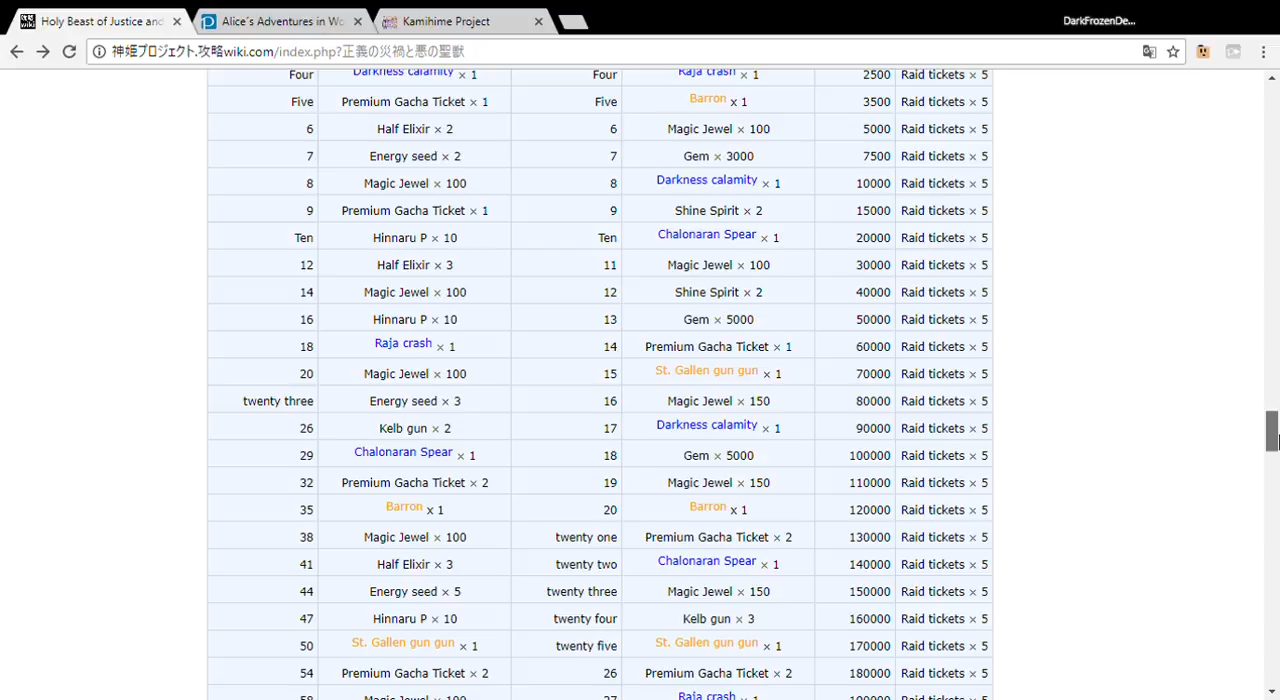 Holy Beast of Justice and
Alice's Adventures in Wo
Kamihime Project
DarkFrozenDe...
神姫プロジェクト.攻略wiki.com/index.php?正義の災禍と悪の聖獣
Four Darkness calamity × 1 Four Raja crash × 1 2500 Raid tickets × 5
Five Premium Gacha Ticket × 1 Five Barron x 1 3500 Raid tickets × 5
6 Half Elixir × 2 6 Magic Jewel × 100 5000 Raid tickets × 5
7 Energy seed × 2 7 Gem × 3000 7500 Raid tickets × 5
8 Magic Jewel × 100 8 Darkness calamity × 1 10000 Raid tickets × 5
9 Premium Gacha Ticket × 1 9 Shine Spirit × 2 15000 Raid tickets × 5
Ten Hinnaru P × 10 Ten Chalonaran Spear × 1 20000 Raid tickets × 5
12 Half Elixir × 3 11 Magic Jewel × 100 30000 Raid tickets × 5
14 Magic Jewel × 100 12 Shine Spirit × 2 40000 Raid tickets × 5
16 Hinnaru P × 10 13 Gem × 5000 50000 Raid tickets × 5
18 Raja crash × 1 14 Premium Gacha Ticket × 1 60000 Raid tickets × 5
20 Magic Jewel × 100 15 St. Gallen gun gun × 1 70000 Raid tickets × 5
twenty three Energy seed × 3 16 Magic Jewel × 150 80000 Raid tickets × 5
26 Kelb gun × 2 17 Darkness calamity × 1 90000 Raid tickets × 5
29 Chalonaran Spear × 1 18 Gem × 5000 100000 Raid tickets × 5
32 Premium Gacha Ticket × 2 19 Magic Jewel × 150 110000 Raid tickets × 5
35 Barron x 1 20 Barron x 1 120000 Raid tickets × 5
38 Magic Jewel × 100 twenty one Premium Gacha Ticket × 2 130000 Raid tickets × 5
41 Half Elixir × 3 twenty two Chalonaran Spear × 1 140000 Raid tickets × 5
44 Energy seed × 5 twenty three Magic Jewel × 150 150000 Raid tickets × 5
47 Hinnaru P × 10 twenty four Kelb gun × 3 160000 Raid tickets × 5
50 St. Gallen gun gun × 1 twenty five St. Gallen gun gun × 1 170000 Raid tickets × 5
54 Premium Gacha Ticket × 2 26 Premium Gacha Ticket × 2 180000 Raid tickets × 5
58 Magic Jewel × 100 27 Raja crash × 1 190000 Raid tickets × 5